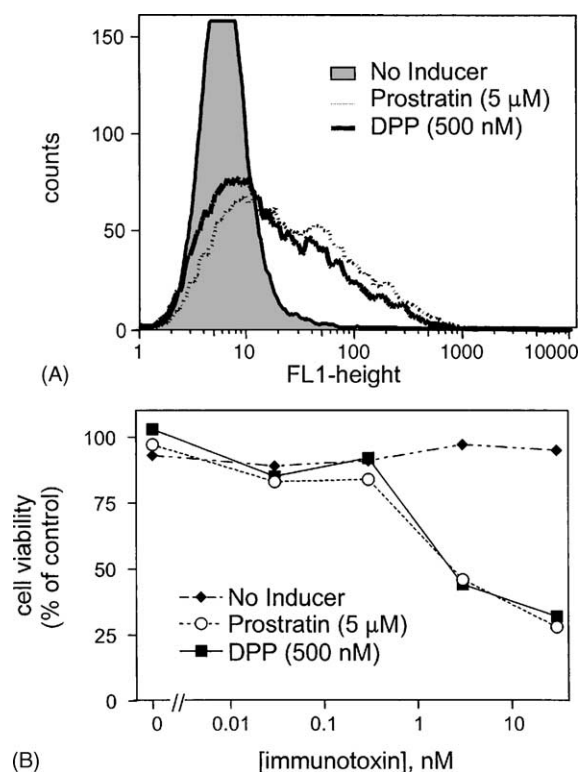 150
100
50
0
counts
No Inducer
Prostratin (5 μM)
DPP (500 nM)
1 10 100 1000 10000
(A)
FL1-height
100
75
50
25
0
cell viability
(% of control)
No Inducer
Prostratin (5 μM)
DPP (500 nM)
0 // 0.01 0.1 1 10
(B)
[immunotoxin], nM